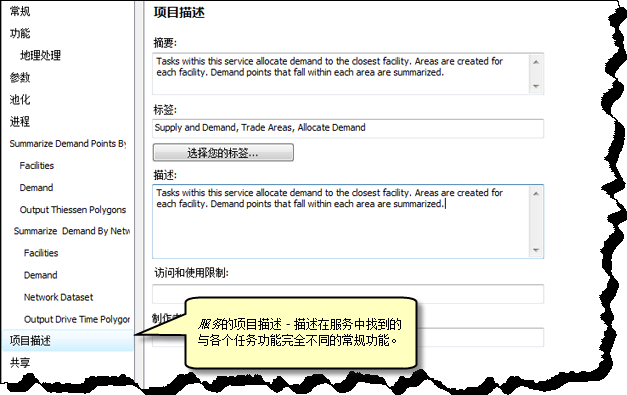 常规
功能
地理处理
参数
池化
进程
Summarize Demand Points By
Facilities
Demand
Output Thiessen Polygons
Summarize Demand By Netw
Facilities
Demand
Network Dataset
Output Drive Time Polygon
项目描述
共享
项目描述
摘要:
Tasks withis this service allocate demand to the closest facility. Areas are created for
each facility. Demand points that fall within each area are summarized.
标签:
Supply and Demand, Trade Areas, Allocate Demand
选择您的标签...
描述:
Tasks withis this service allocate demand to the closest facility. Areas are created for
each facility. Demand points that fall within each area are summarized.
访问和使用限制:
制作
服务的项目描述 - 描述在服务中找到的
与各个任务功能完全不同的常规功能。